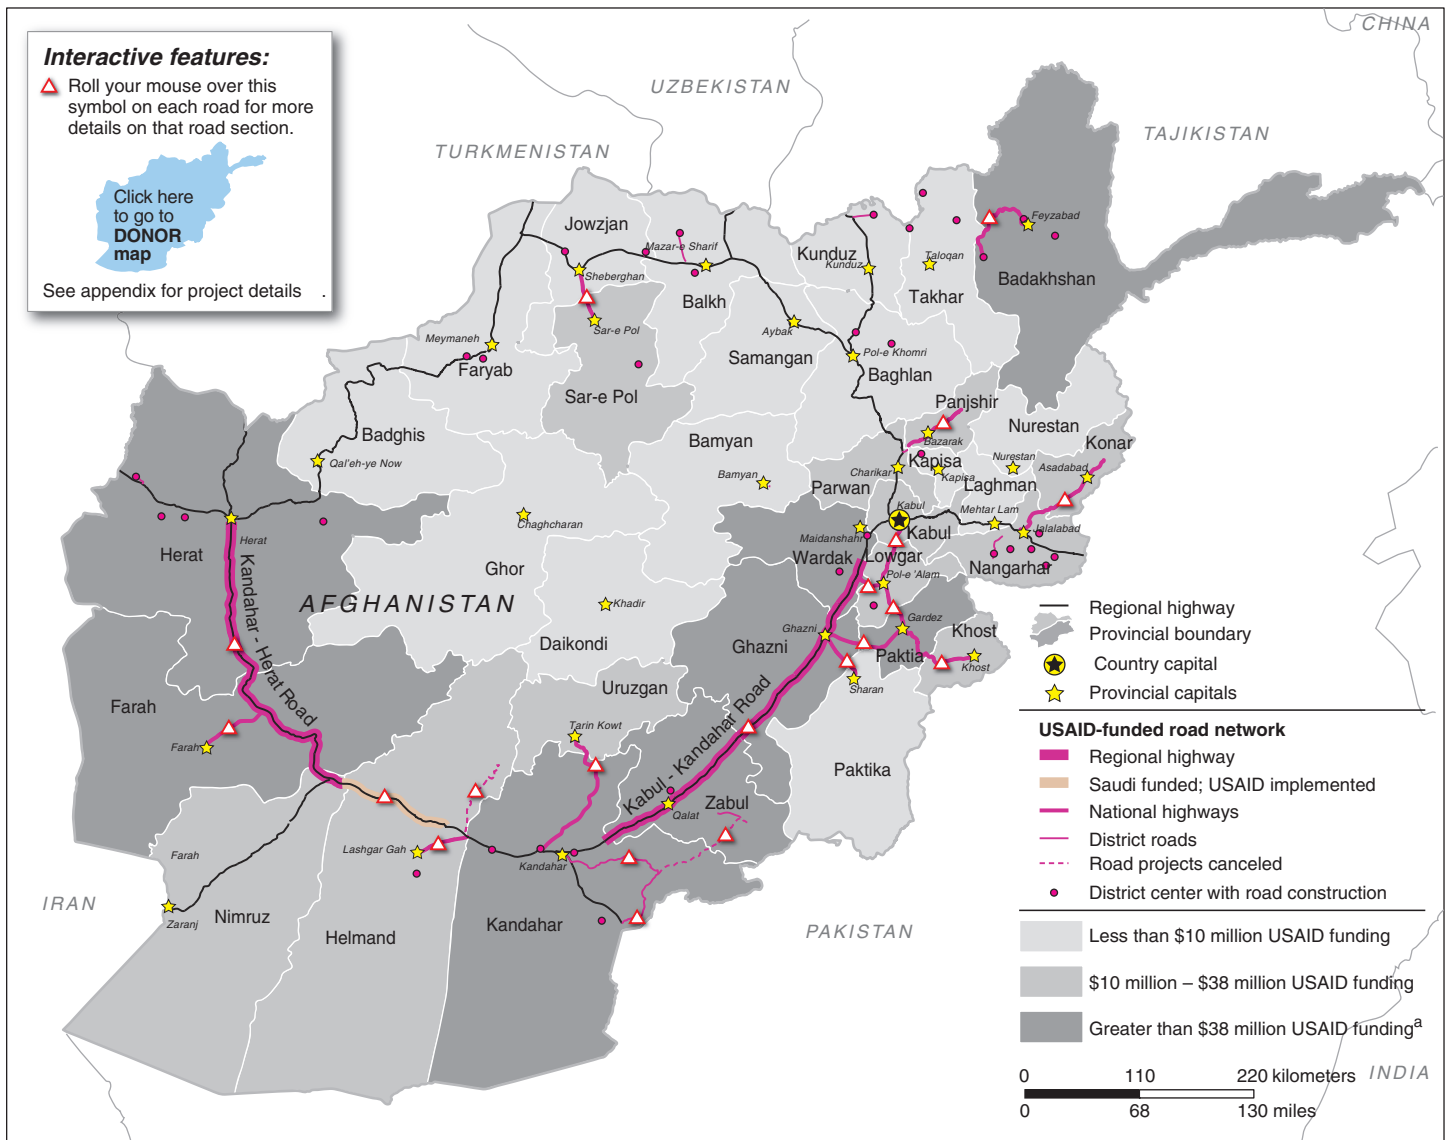 Interactive features:
Roll your mouse over this
symbol on each road for more
details on that road section.
Click here
to go to
DONOR
map
See appendix for project details .
CHINA
UZBEKISTAN
TAJIKISTAN
TURKMENISTAN
Jowzjan
Mazar-e Sharif
Sheberghan
Balkh
Kunduz
Kunduz
Taloqan
Takhar
Feyzabad
Badakhshan
Meymaneh
Faryab
Sar-e Pol
Sar-e Pol
Aybak
Samangan
Pol-e Khomri
Baghlan
Panjshir
Bazarak
Nurestan
Nurestan
Konar
Asadabad
Badghis
Qal'eh-ye Now
Bamyan
Bamyan
Charikar
Kapisa
Kapisa
Laghman
Parwan
Mehtar Lam
Kabul
Kabul
Jalalabad
Nangarhar
Maidanshahr
Wardak
Lowgar
Pol-e 'Alam
Chaghcharan
Ghor
Herat
Herat
Kandahar - Herat Road
AFGHANISTAN
Khadir
Daikondi
Ghazni
Ghazni
Gardez
Paktia
Khost
Khost
Sharan
Paktika
Uruzgan
Tarin Kowt
Farah
Farah
Kabul - Kandahar Road
Zabul
Qalat
Farah
Lashgar Gah
Kandahar
Kandahar
Zaranj
Nimruz
Helmand
IRAN
PAKISTAN
INDIA
Regional highway
Provincial boundary
Country capital
Provincial capitals
USAID-funded road network
Regional highway
Saudi funded; USAID implemented
National highways
District roads
Road projects canceled
District center with road construction
Less than $10 million USAID funding
$10 million – $38 million USAID funding
Greater than $38 million USAID fundingª
0 110 220 kilometers
0 68 130 miles